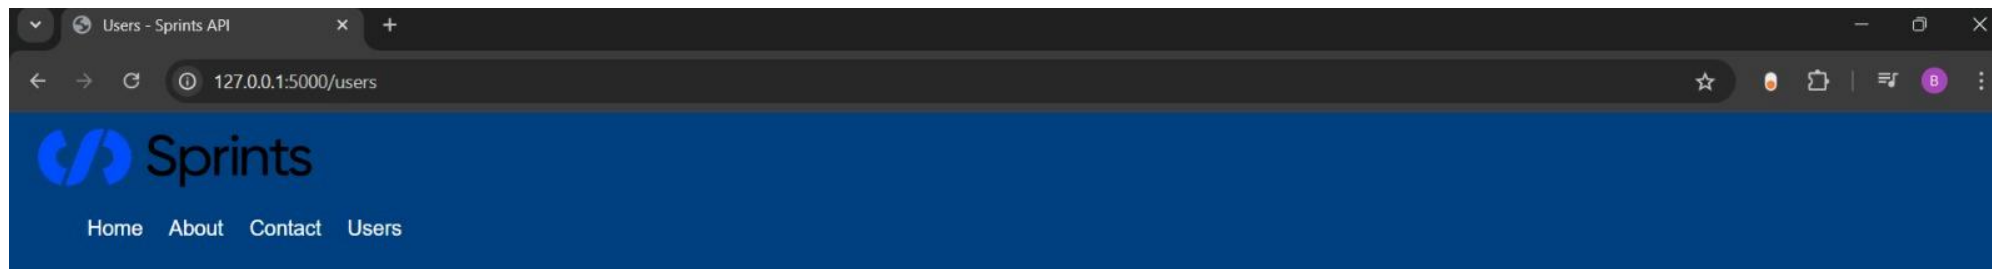 Users - Sprints API
127.0.0.1:5000/users
B
Sprints
Home About Contact Users